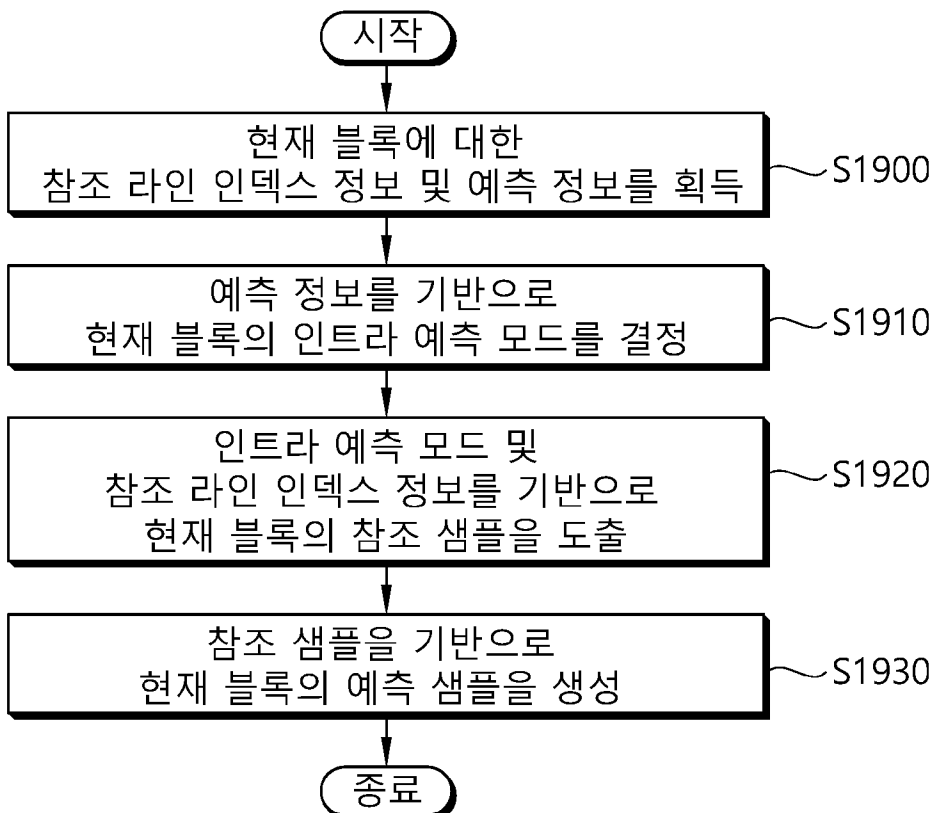 시작
현재 블록에 대한
참조 라인 인덱스 정보 및 예측 정보를 획득
S1900
예측 정보를 기반으로
현재 블록의 인트라 예측 모드를 결정
S1910
인트라 예측 모드 및
참조 라인 인덱스 정보를 기반으로
현재 블록의 참조 샘플을 도출
S1920
참조 샘플을 기반으로
현재 블록의 예측 샘플을 생성
S1930
종료